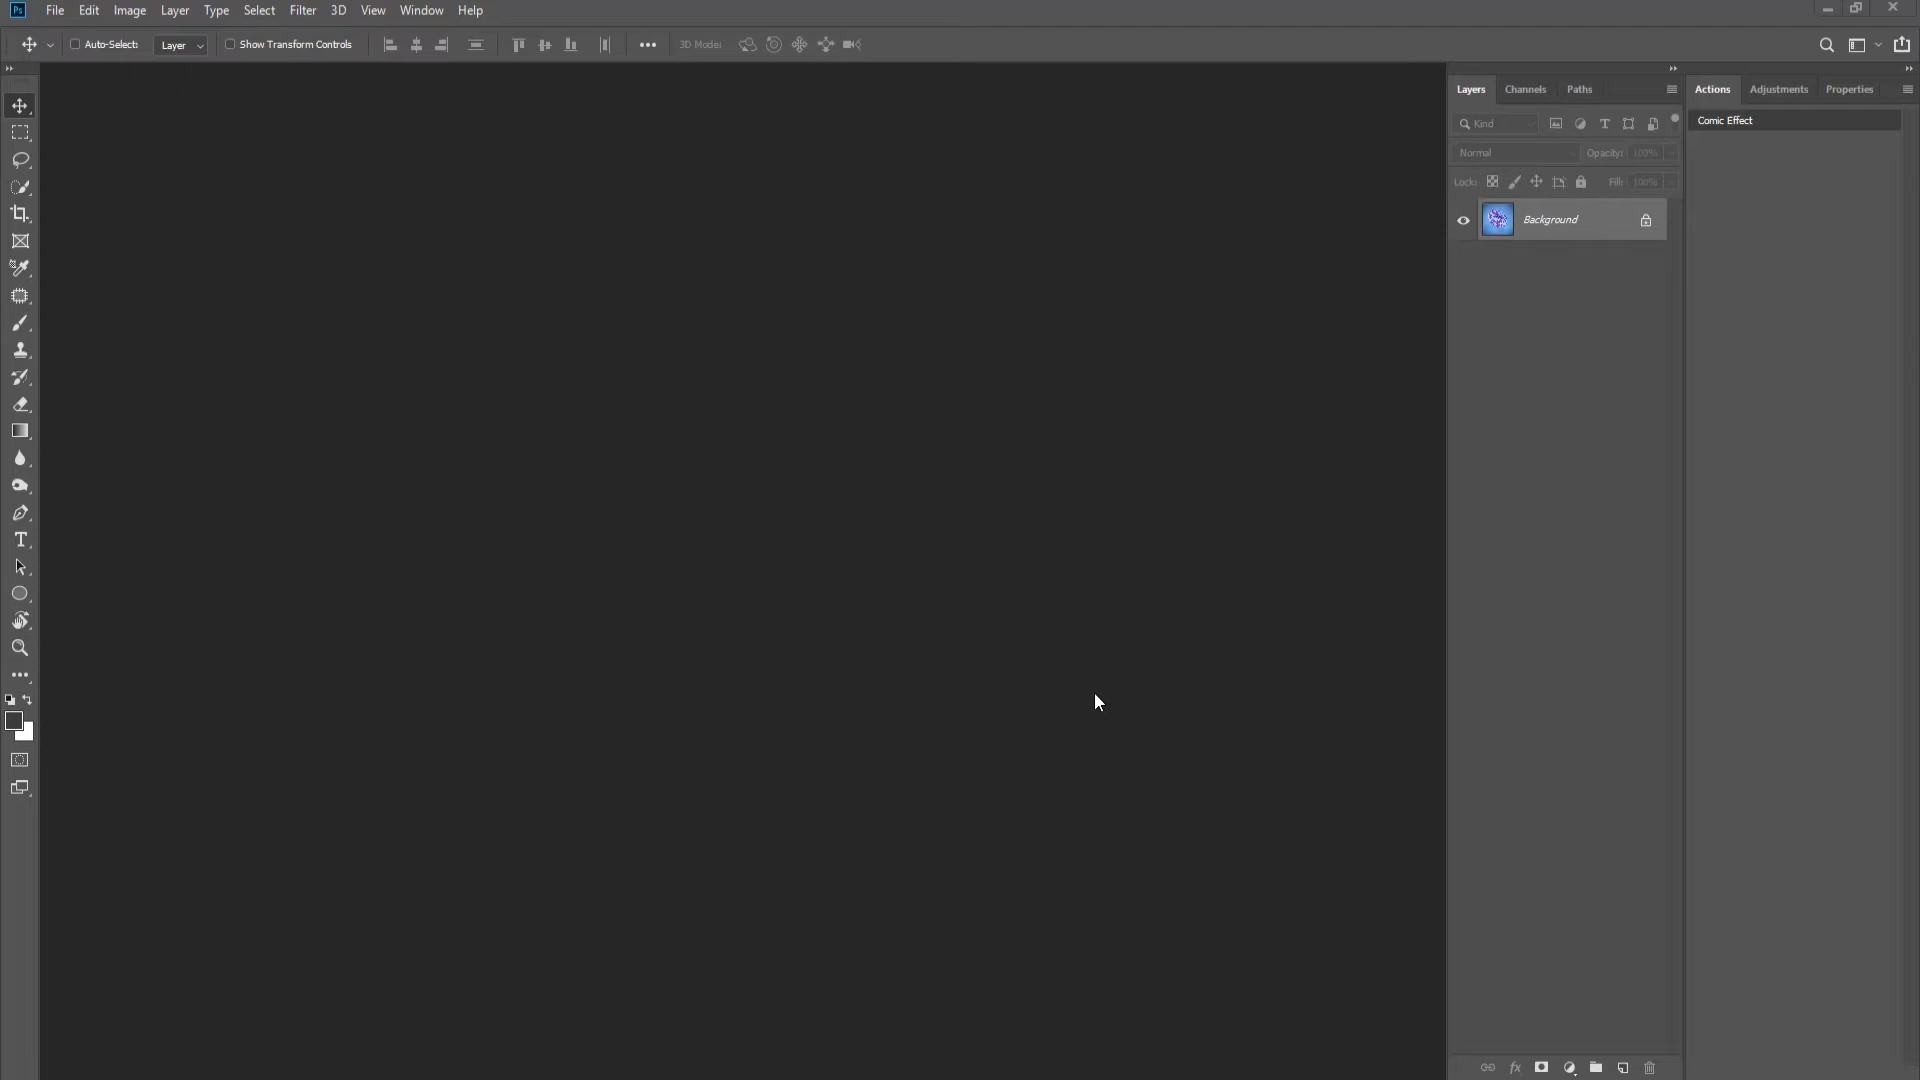 Ps File Edit Image Layer Type Select Filter 3D View Window Help
Auto-Select: Layer Show Transform Controls 3D Mode:
Layers Channels Paths
Kind
Normal Opacity: 100%
Lock: Fill: 100%
Background
Actions Adjustments Properties
Comic Effect